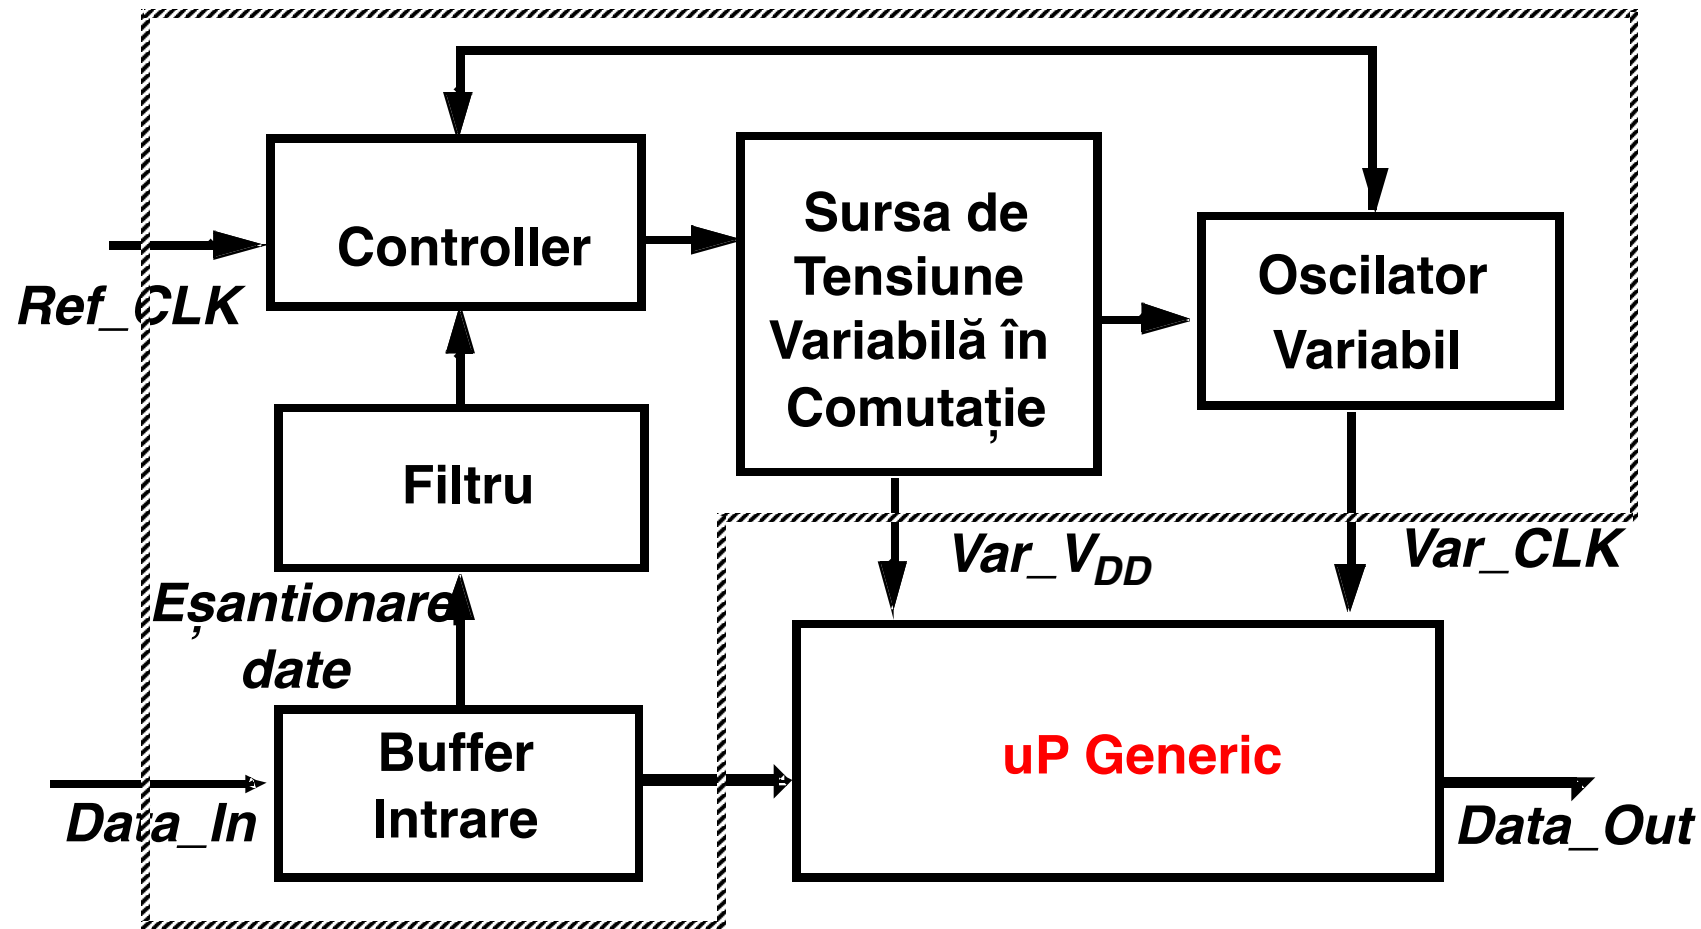 Controller
Ref_CLK
Sursa de
Tensiune
Variabilă în
Comutație
Oscilator
Variabil
Filtru
Var_VDD
Var_CLK
Eșantionare
date
Buffer
Intrare
Data_In
uP Generic
Data_Out